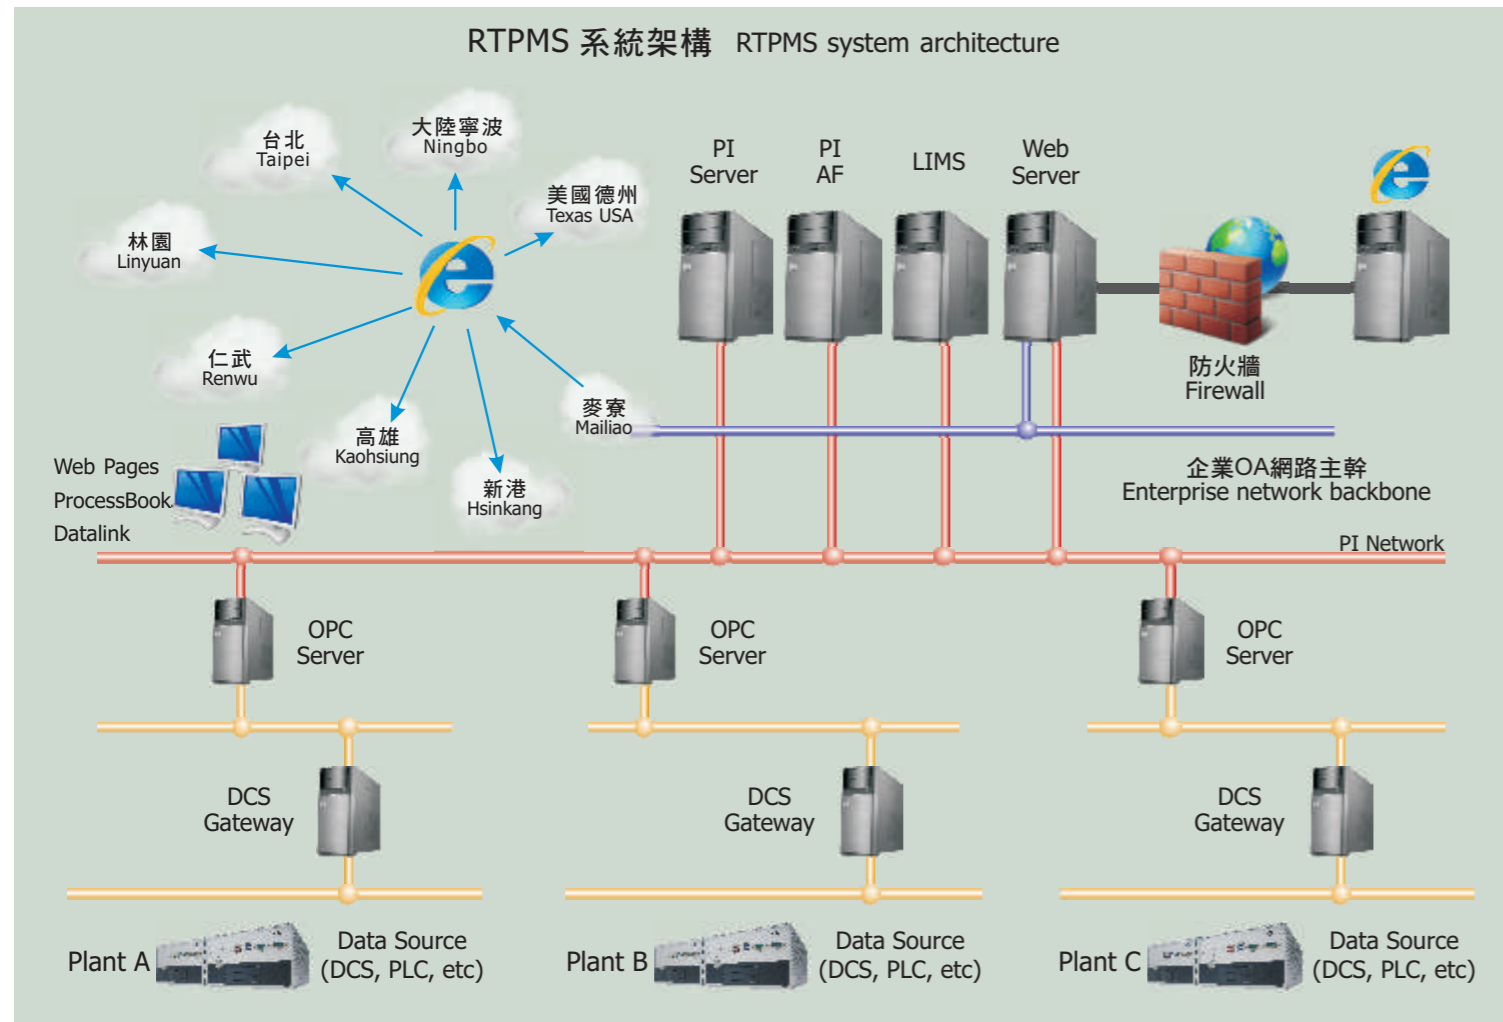 RTPMS 系統架構 RTPMS system architecture
台北
Taipei
大陸寧波
Ningbo
美國德州
Texas USA
林園
Linyuan
仁武
Renwu
高雄
Kaohsiung
新港
Hsinkang
麥寮
Mailiao
PI
Server
PI
AF
LIMS
Web
Server
防火牆
Firewall
企業OA網路主幹
Enterprise network backbone
Web Pages
ProcessBook
Datalink
PI Network
OPC
Server
OPC
Server
OPC
Server
DCS
Gateway
DCS
Gateway
DCS
Gateway
Plant A
Data Source
(DCS, PLC, etc)
Plant B
Data Source
(DCS, PLC, etc)
Plant C
Data Source
(DCS, PLC, etc)